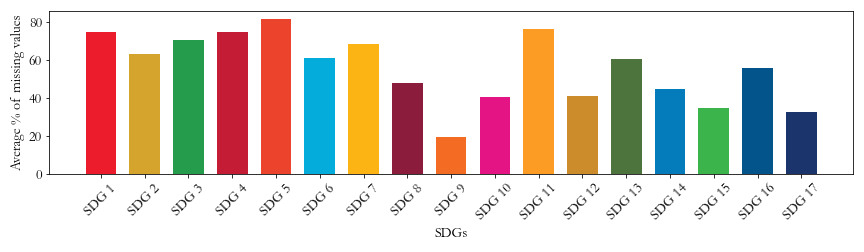 Average % of missing values
80
60
40
20
0
SDG 1
SDG 2
SDG 3
SDG 4
SDG 5
SDG 6
SDG 7
SDG 8
SDG 9
SDG 10
SDG 11
SDG 12
SDG 13
SDG 14
SDG 15
SDG 16
SDG 17
SDGs